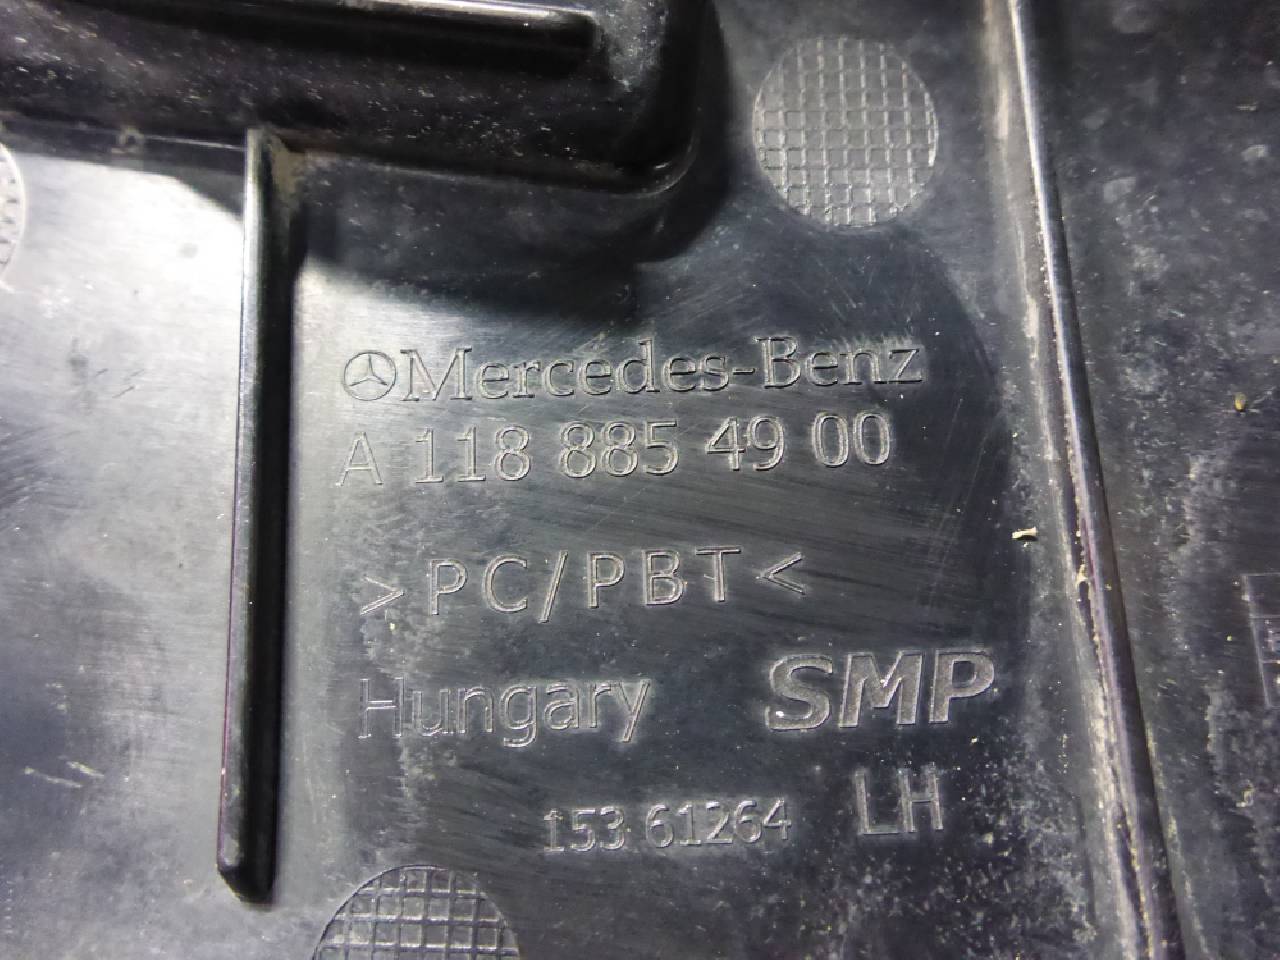 Mercedes-Benz
A 118 885 49 00
>PC/PBT<
Hungary SMP
LH
153 61264